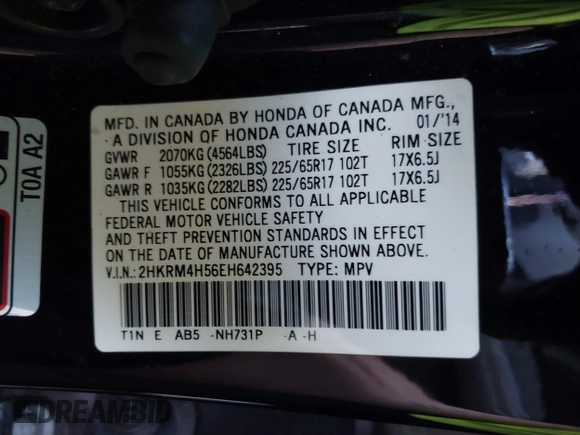 MFD. IN CANADA BY HONDA OF CANADA MFG.,
A DIVISION OF HONDA CANADA INC. 01/'14
GVWR 2070KG (4564LBS) TIRE SIZE RIM SIZE
GAWR F 1055KG (2326LBS) 225/65R17 102T 17X6.5J
GAWR R 1035KG (2282LBS) 225/65R17 102T 17X6.5J
THIS VEHICLE CONFORMS TO ALL APPLICABLE
FEDERAL MOTOR VEHICLE SAFETY
AND THEFT PREVENTION STANDARDS IN EFFECT
ON THE DATE OF MANUFACTURE SHOWN ABOVE.
V.I.N.: 2HKRM4H56EH642395 TYPE: MPV
T1N E AB5 -NH731P -A -H
T0A A2
DREAMBID